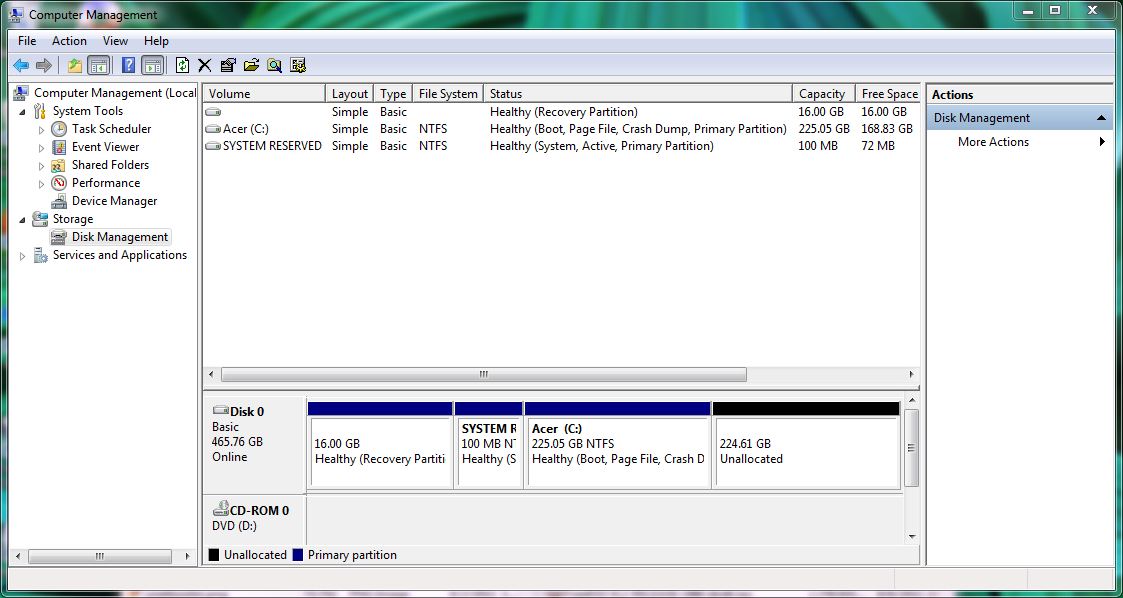 Computer Management
File Action View Help
Computer Management (Local
System Tools
Task Scheduler
Event Viewer
Shared Folders
Performance
Device Manager
Storage
Disk Management
Services and Applications
Volume Layout Type File System Status Capacity Free Space
Simple Basic Healthy (Recovery Partition) 16.00 GB 16.00 GB
Acer (C:) Simple Basic NTFS Healthy (Boot, Page File, Crash Dump, Primary Partition) 225.05 GB 168.83 GB
SYSTEM RESERVED Simple Basic NTFS Healthy (System, Active, Primary Partition) 100 MB 72 MB
Disk 0
Basic
465.76 GB
Online
16.00 GB
Healthy (Recovery Partiti
SYSTEM R
100 MB NT
Healthy (S
Acer (C:)
225.05 GB NTFS
Healthy (Boot, Page File, Crash D
224.61 GB
Unallocated
CD-ROM 0
DVD (D:)
Unallocated Primary partition
Actions
Disk Management
More Actions